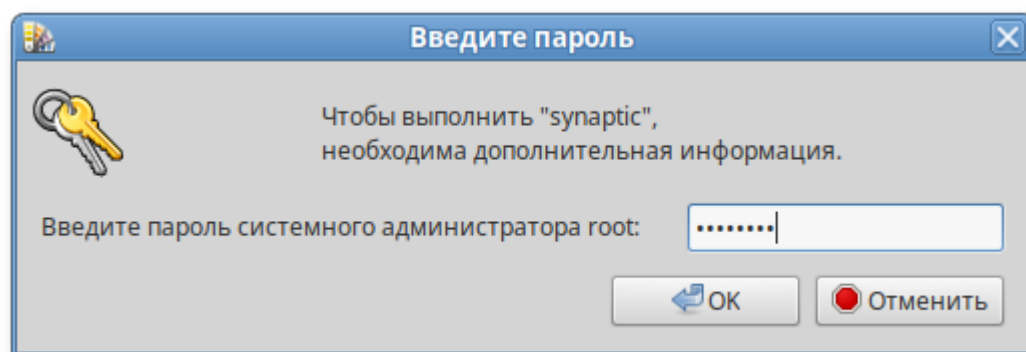 Введите пароль
Чтобы выполнить "synaptic",
необходима дополнительная информация.
Введите пароль системного администратора root: ••••••••
OK
Отменить